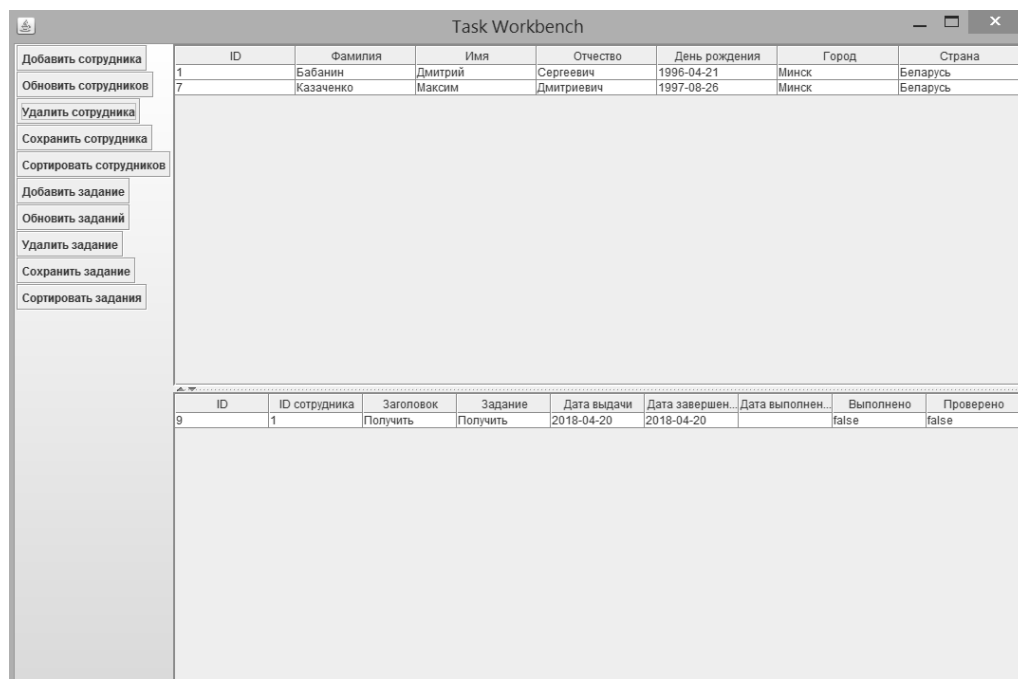 Task Workbench
Добавить сотрудника
Обновить сотрудников
Удалить сотрудника
Сохранить сотрудника
Сортировать сотрудников
Добавить задание
Обновить заданий
Удалить задание
Сохранить задание
Сортировать задания
ID Фамилия Имя Отчество День рождения Город Страна
1 Бабанин Дмитрий Сергеевич 1996-04-21 Минск Беларусь
7 Казаченко Максим Дмитриевич 1997-08-26 Минск Беларусь
ID ID сотрудника Заголовок Задание Дата выдачи Дата завершен... Дата выполнен... Выполнено Проверено
9 1 Получить Получить 2018-04-20 2018-04-20 false false